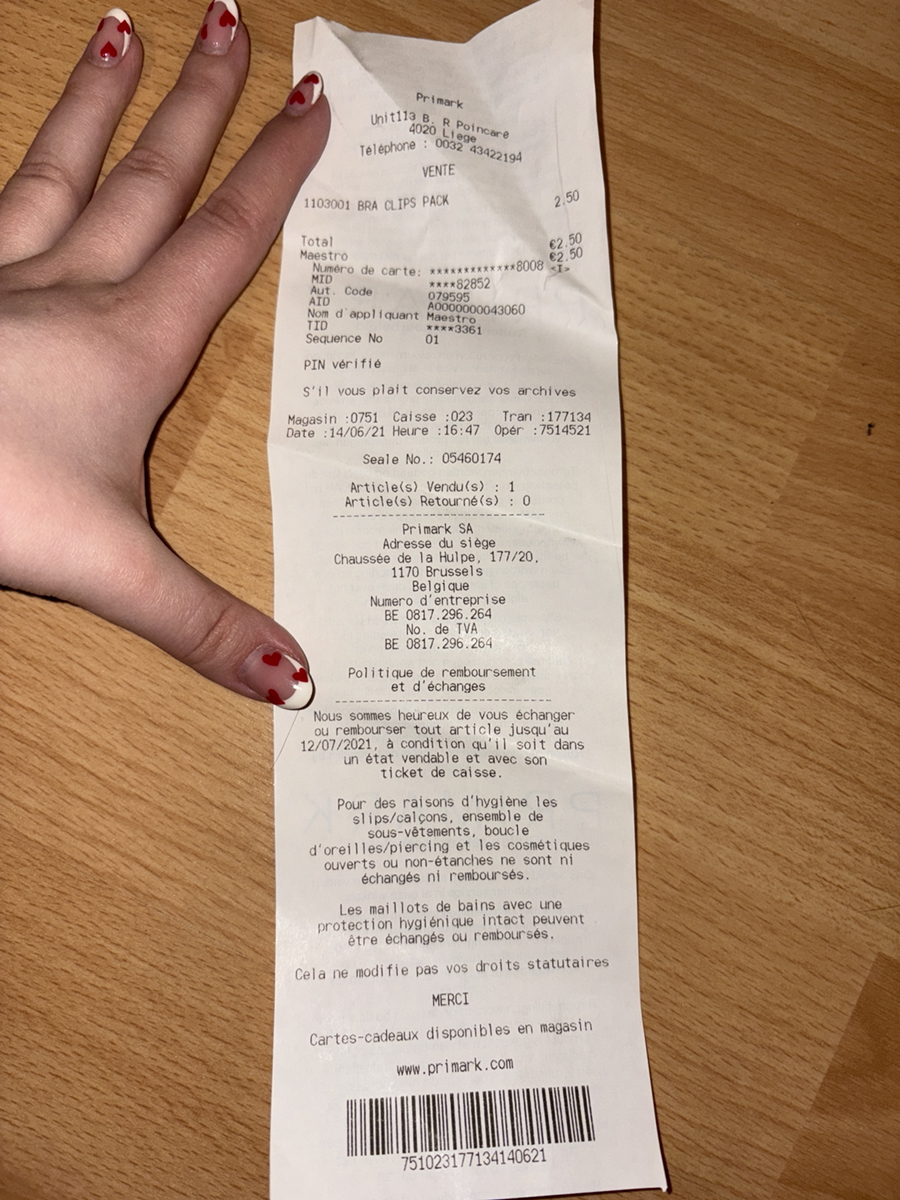 Primark
Unit113 B. R Poincaré
4020 Liege
Téléphone : 0032 43422194
VENTE
1103001 BRA CLIPS PACK 2.50
Total €2.50
Maestro €2.50
Numéro de carte: *************8008 <I>
MID ****82852
Aut. Code 079595
AID A0000000043060
Nom d'appliquant Maestro
TID ****3361
Sequence No 01
PIN vérifié
S'il vous plait conservez vos archives
Magasin :0751 Caisse :023 Tran :177134
Date :14/06/21 Heure :16:47 Opér :7514521
Seale No.: 05460174
Article(s) Vendu(s) : 1
Article(s) Retourné(s) : 0
Primark SA
Adresse du siège
Chaussée de la Hulpe, 177/20,
1170 Brussels
Belgique
Numero d'entreprise
BE 0817.296.264
No. de TVA
BE 0817.296.264
Politique de remboursement
et d'échanges
Nous sommes heureux de vous échanger
ou rembourser tout article jusqu'au
12/07/2021, à condition qu'il soit dans
un état vendable et avec son
ticket de caisse.
Pour des raisons d'hygiène les
slips/calçons, ensemble de
sous-vêtements, boucle
d'oreilles/piercing et les cosmétiques
ouverts ou non-étanches ne sont ni
échangés ni remboursés.
Les maillots de bains avec une
protection hygiénique intact peuvent
être échangés ou remboursés.
Cela ne modifie pas vos droits statutaires
MERCI
Cartes-cadeaux disponibles en magasin
www.primark.com
751023177134140621